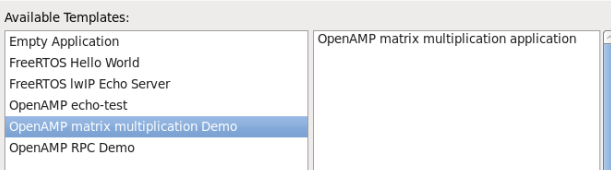 Available Templates:
Empty Application
FreeRTOS Hello World
FreeRTOS lwIP Echo Server
OpenAMP echo-test
OpenAMP matrix multiplication Demo
OpenAMP RPC Demo
OpenAMP matrix multiplication application